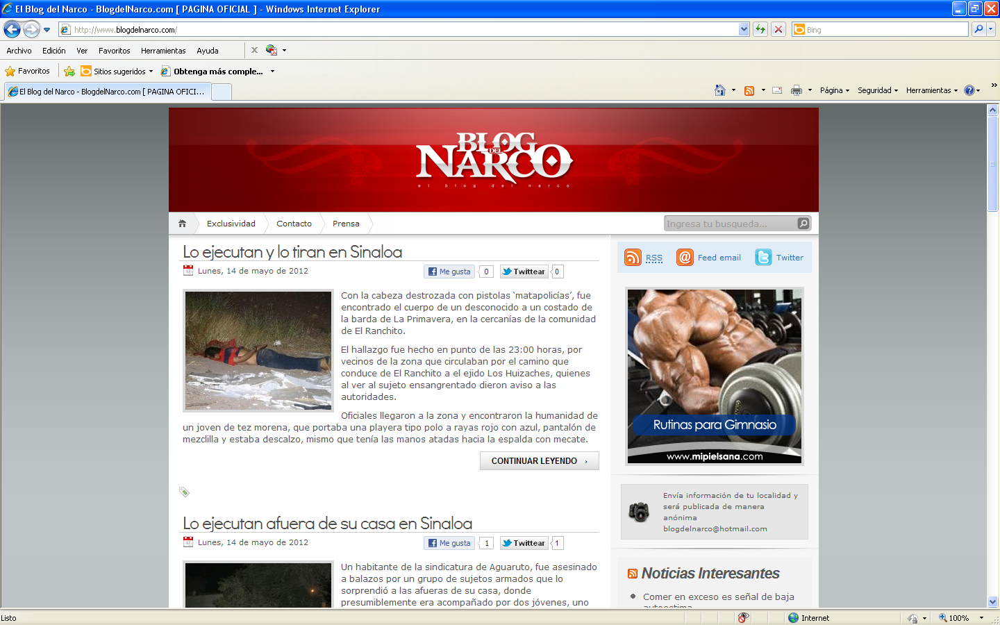 El Blog del Narco - BlogdelNarco.com [ PAGINA OFICIAL ] - Windows Internet Explorer
http://www.blogdelnarco.com/
Bing
Archivo Edición Ver Favoritos Herramientas Ayuda
Favoritos Sitios sugeridos Obtenga más comple...
El Blog del Narco - BlogdelNarco.com [ PAGINA OFICI...
Página Seguridad Herramientas
BLOG
DEL
NARCO
el blog del narco
Exclusividad Contacto Prensa
Ingresa tu busqueda...
Lo ejecutan y lo tiran en Sinaloa
Lunes, 14 de mayo de 2012
Me gusta 0 Twittear 0
Con la cabeza destrozada con pistolas ‘matapolicías’, fue
encontrado el cuerpo de un desconocido a un costado de
la barda de La Primavera, en la cercanías de la comunidad
de El Ranchito.
El hallazgo fue hecho en punto de las 23:00 horas, por
vecinos de la zona que circulaban por el camino que
conduce de El Ranchito a el ejido Los Huizaches, quienes
al ver al sujeto ensangrentado dieron aviso a las
autoridades.
Oficiales llegaron a la zona y encontraron la humanidad de
un joven de tez morena, que portaba una playera tipo polo a rayas rojo con azul, pantalón de
mezclilla y estaba descalzo, mismo que tenía las manos atadas hacia la espalda con mecate.
CONTINUAR LEYENDO ›
Lo ejecutan afuera de su casa en Sinaloa
Lunes, 14 de mayo de 2012
Me gusta 1 Twittear 1
Un habitante de la sindicatura de Aguaruto, fue asesinado
a balazos por un grupo de sujetos armados que lo
sorprendió a las afueras de su casa, donde
presumiblemente era acompañado por dos jóvenes, uno
RSS Feed email Twitter
Rutinas para Gimnasio
www.mipielsana.com
Envía información de tu localidad y
será publicada de manera
anónima
blogdelnarco@hotmail.com
Noticias Interesantes
Comer en exceso es señal de baja
autoestima
Listo
Internet
100%